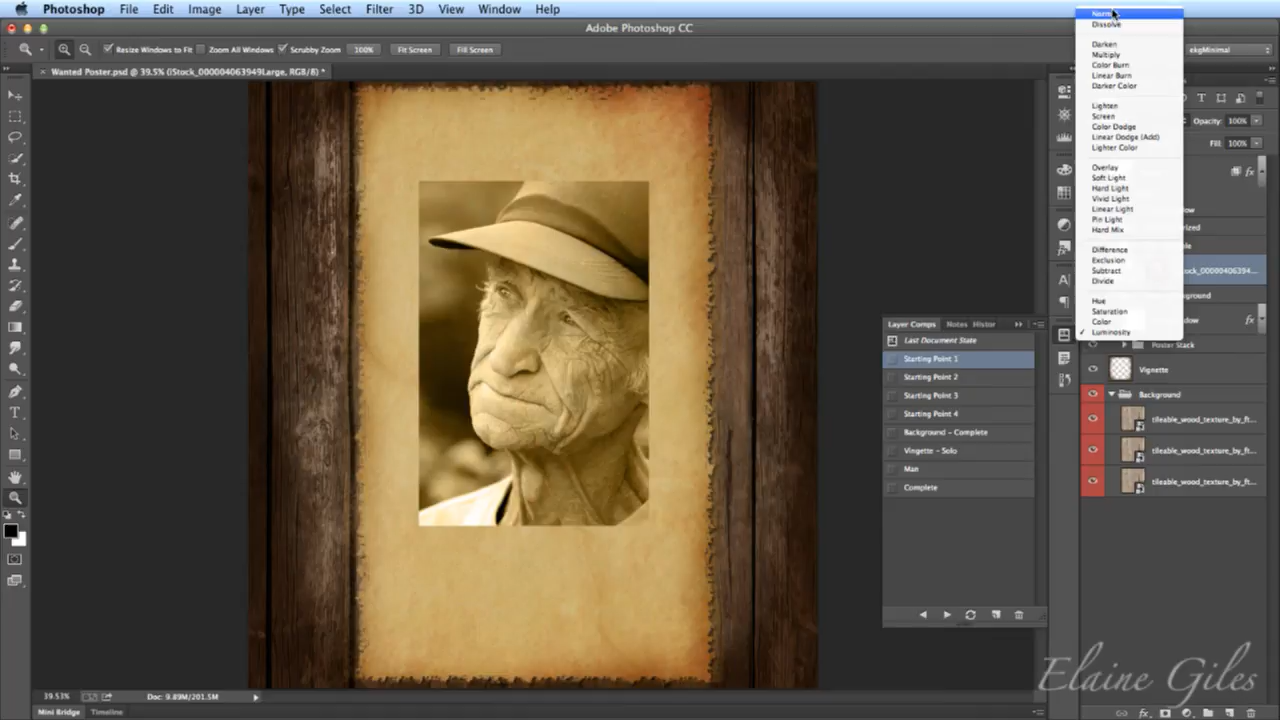 Photoshop File Edit Image Layer Type Select Filter 3D View Window Help
Adobe Photoshop CC
Resize Windows to Fit Zoom All Windows Scrubby Zoom 100% Fit Screen Fill Screen
ekgMinimal
Wanted Poster.psd @ 39.5% (iStock_000004063949Large, RGB/8) *
Normal
Dissolve
Darken
Multiply
Color Burn
Linear Burn
Darker Color
Lighten
Screen
Color Dodge
Linear Dodge (Add)
Lighter Color
Overlay
Soft Light
Hard Light
Vivid Light
Linear Light
Pin Light
Hard Mix
Difference
Exclusion
Subtract
Divide
Hue
Saturation
Color
✓ Luminosity
Opacity: 100%
Fill: 100%
fx
tock_00000406394...
fx
Poster Stack
Vignette
Background
tileable_wood_texture_by_ft...
tileable_wood_texture_by_ft...
tileable_wood_texture_by_ft...
Layer Comps Notes Histor
Last Document State
Starting Point 1
Starting Point 2
Starting Point 3
Starting Point 4
Background - Complete
Vingette - Solo
Man
Complete
39.53% Doc: 9.89M/201.5M
Mini Bridge Timeline
Elaine Giles